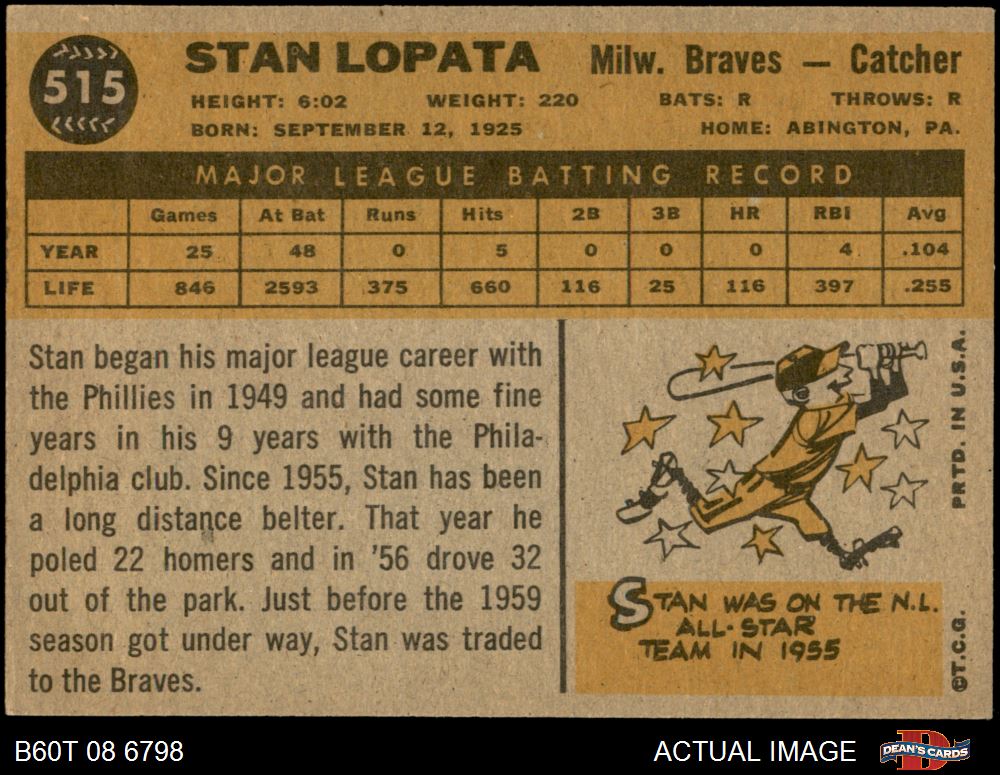 515
STAN LOPATA
Milw. Braves — Catcher
HEIGHT: 6:02 WEIGHT: 220 BATS: R THROWS: R
BORN: SEPTEMBER 12, 1925 HOME: ABINGTON, PA.
MAJOR LEAGUE BATTING RECORD
Games At Bat Runs Hits 2B 3B HR RBI Avg
YEAR 25 48 0 5 0 0 0 4 .104
LIFE 846 2593 375 660 116 25 116 397 .255
Stan began his major league career with
the Phillies in 1949 and had some fine
years in his 9 years with the Phila-
delphia club. Since 1955, Stan has been
a long distance belter. That year he
poled 22 homers and in '56 drove 32
out of the park. Just before the 1959
season got under way, Stan was traded
to the Braves.
STAN WAS ON THE N.L.
ALL-STAR
TEAM IN 1955
PRTD. IN U.S.A.
©T.C.G.
B60T 08 6798
ACTUAL IMAGE
DEAN'S CARDS